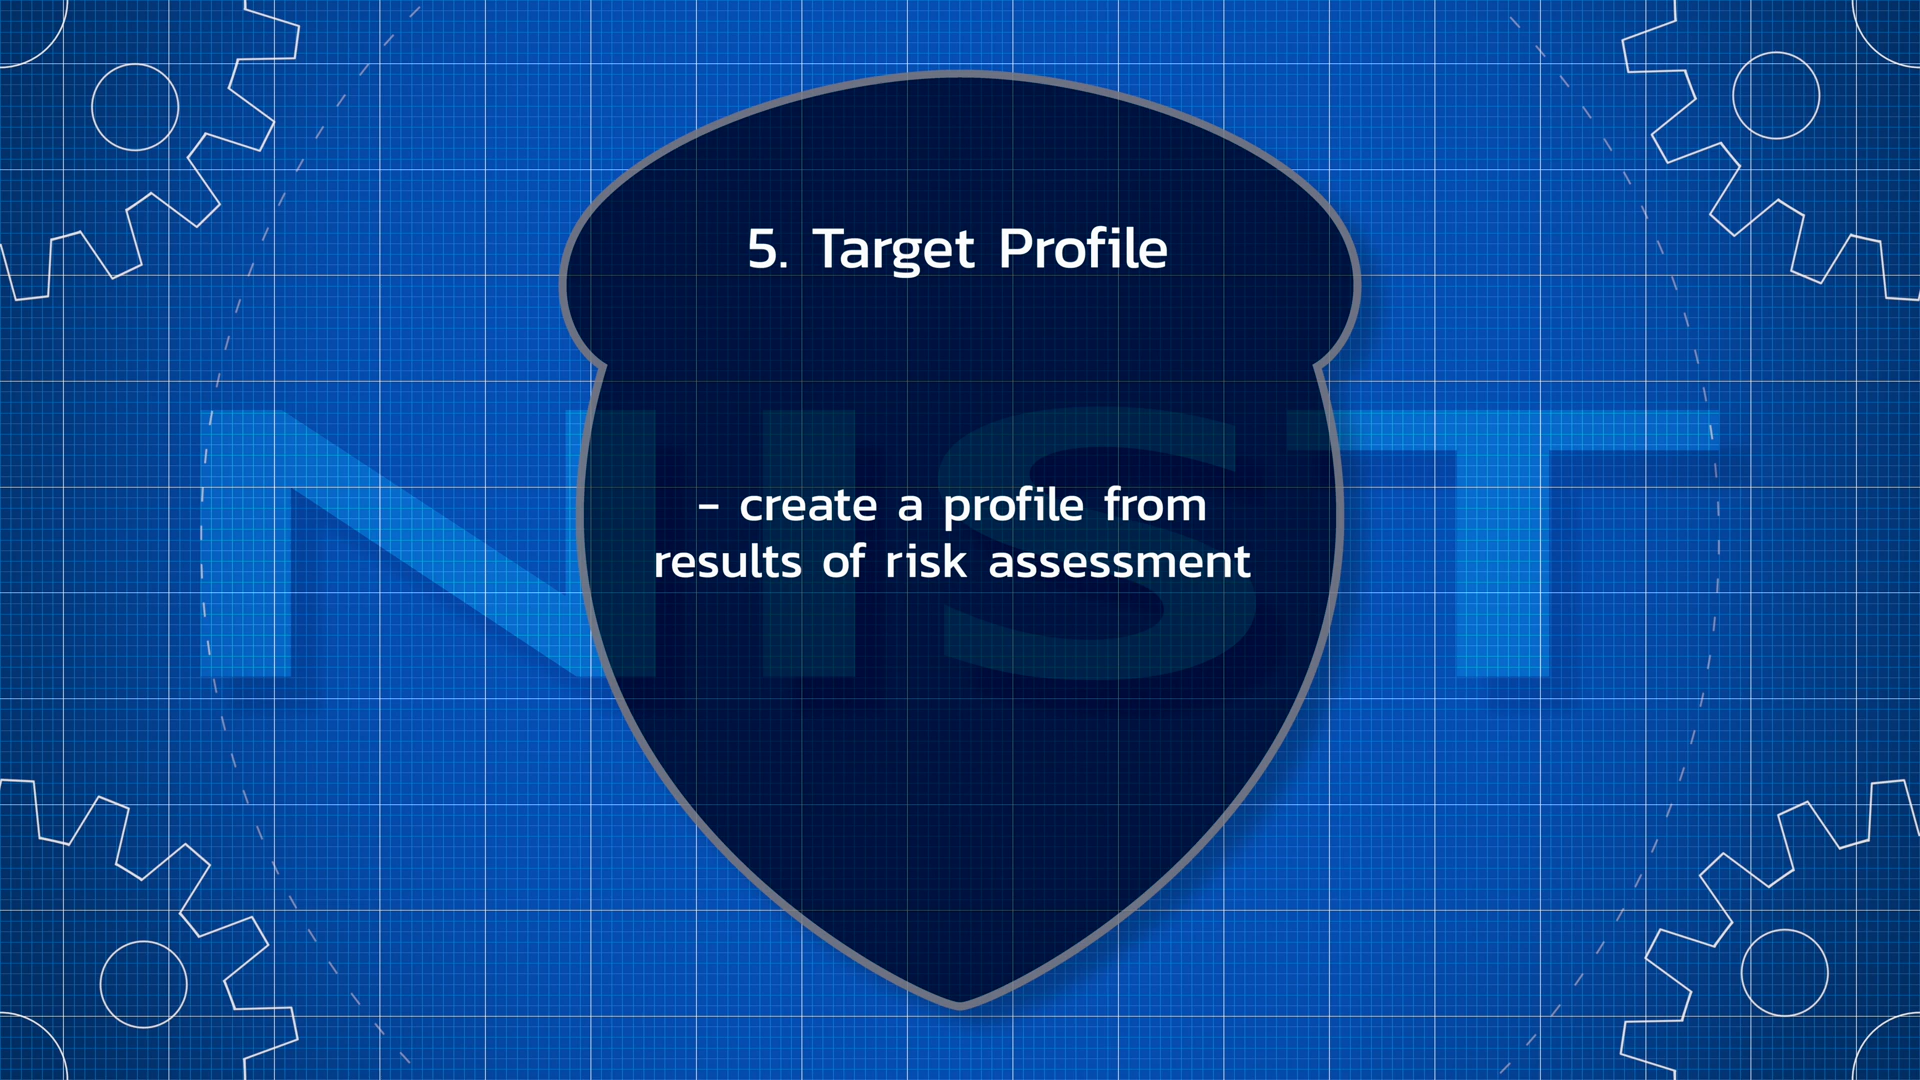 5. Target Profile
NIST
- create a profile from
results of risk assessment